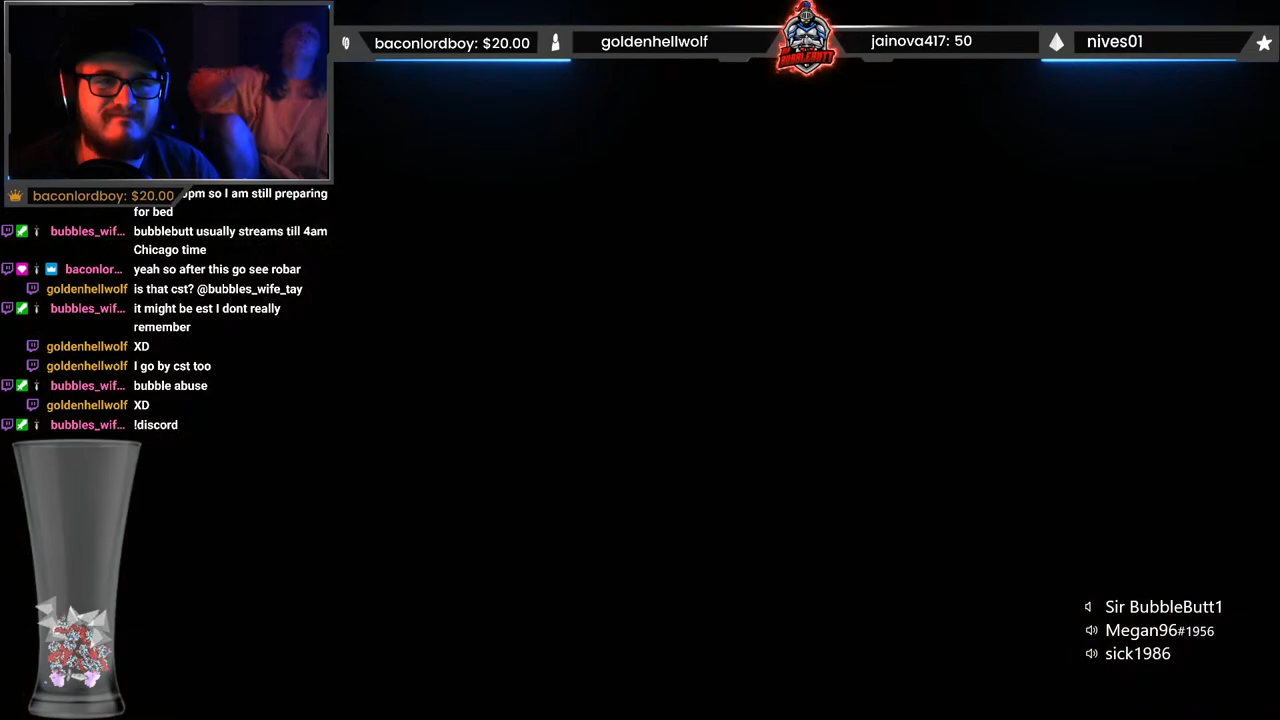 baconlordboy: $20.00
goldenhellwolf
BUBBLEBUTT
jainova417: 50
nives01
baconlordboy: $20.00
pm so I am still preparing
for bed
bubbles_wif... bubblebutt usually streams till 4am
Chicago time
baconlor... yeah so after this go see robar
goldenhellwolf is that cst? @bubbles_wife_tay
bubbles_wif... it might be est I dont really
remember
goldenhellwolf XD
goldenhellwolf I go by cst too
bubbles_wif... bubble abuse
goldenhellwolf XD
bubbles_wif... !discord
Sir BubbleButt1
Megan96#1956
sick1986